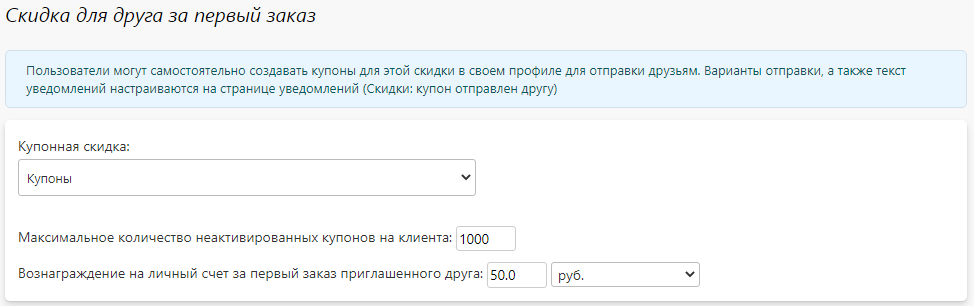 Скидка для друга за первый заказ
Пользователи могут самостоятельно создавать купоны для этой скидки в своем профиле для отправки друзьям. Варианты отправки, а также текст
уведомлений настраиваются на странице уведомлений (Скидки: купон отправлен другу)
Купонная скидка:
Купоны
Максимальное количество неактивированных купонов на клиента: 1000
Вознаграждение на личный счет за первый заказ приглашенного друга: 50.0 руб.